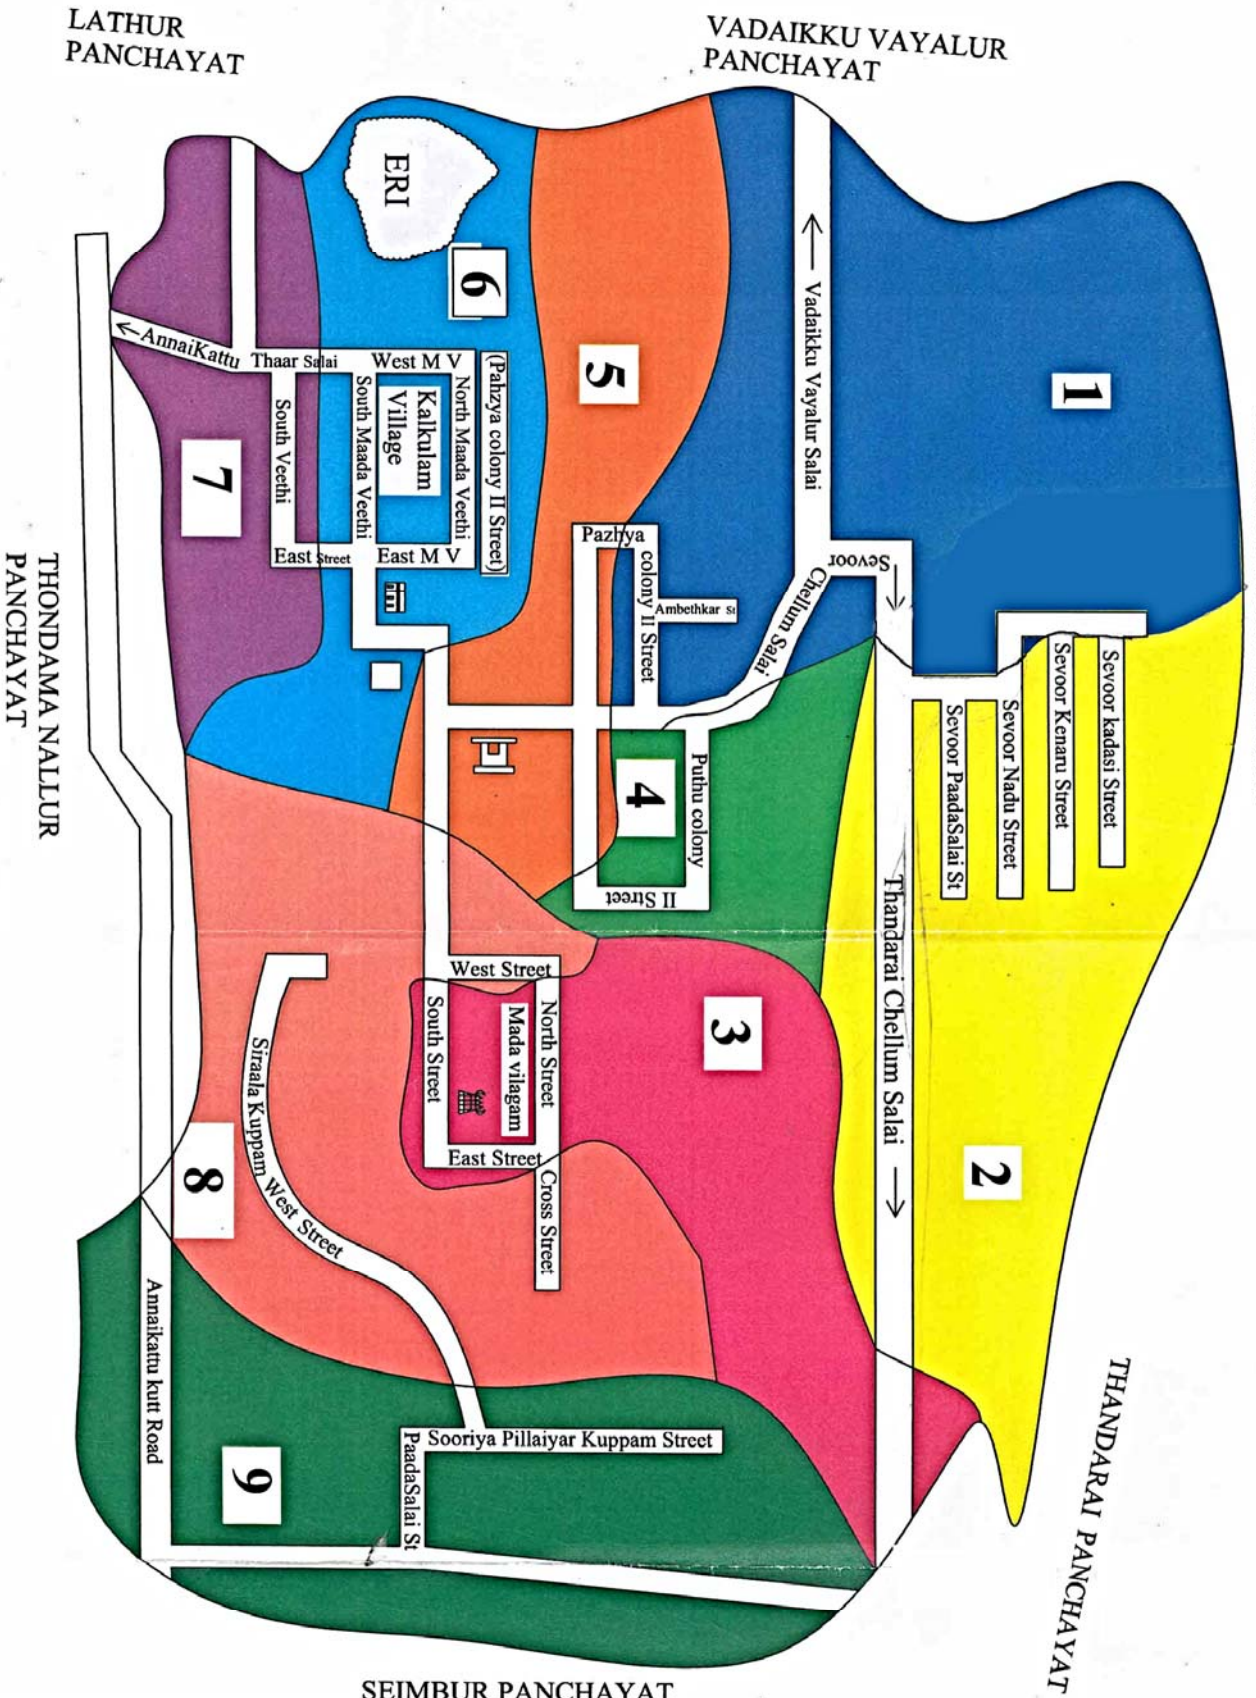 LATHUR
PANCHAYAT
VADAIKKU VAYALUR
PANCHAYAT
ERI
6
5
1
Vadaikku Vayalur Salai
AnnaiKattu
Thaar Salai
West M V
(Pahzya colony II Street)
North Maada Veethi
Kalkulam
Village
South Maada Veethi
South Veethi
7
East Street
East M V
Pazhya
colony II Street
Ambethkar St
Chellum Salai
Sevoor
Sevoor kadasi Street
Sevoor Kenaru Street
Sevoor Nadu Street
Sevoor PaadaSalai St
THONDAMA NALLUR
PANCHAYAT
4
Puthu colony
II Street
Thandarai Chellum Salai
West Street
North Street
Mada vilagam
South Street
East Street
Cross Street
3
2
Siraala Kuppam West Street
8
Annaikattu kutt Road
9
Sooriya Pillaiyar Kuppam Street
PaadaSalai St
THANDARAI PANCHAYAT
SEIMBUR PANCHAYAT